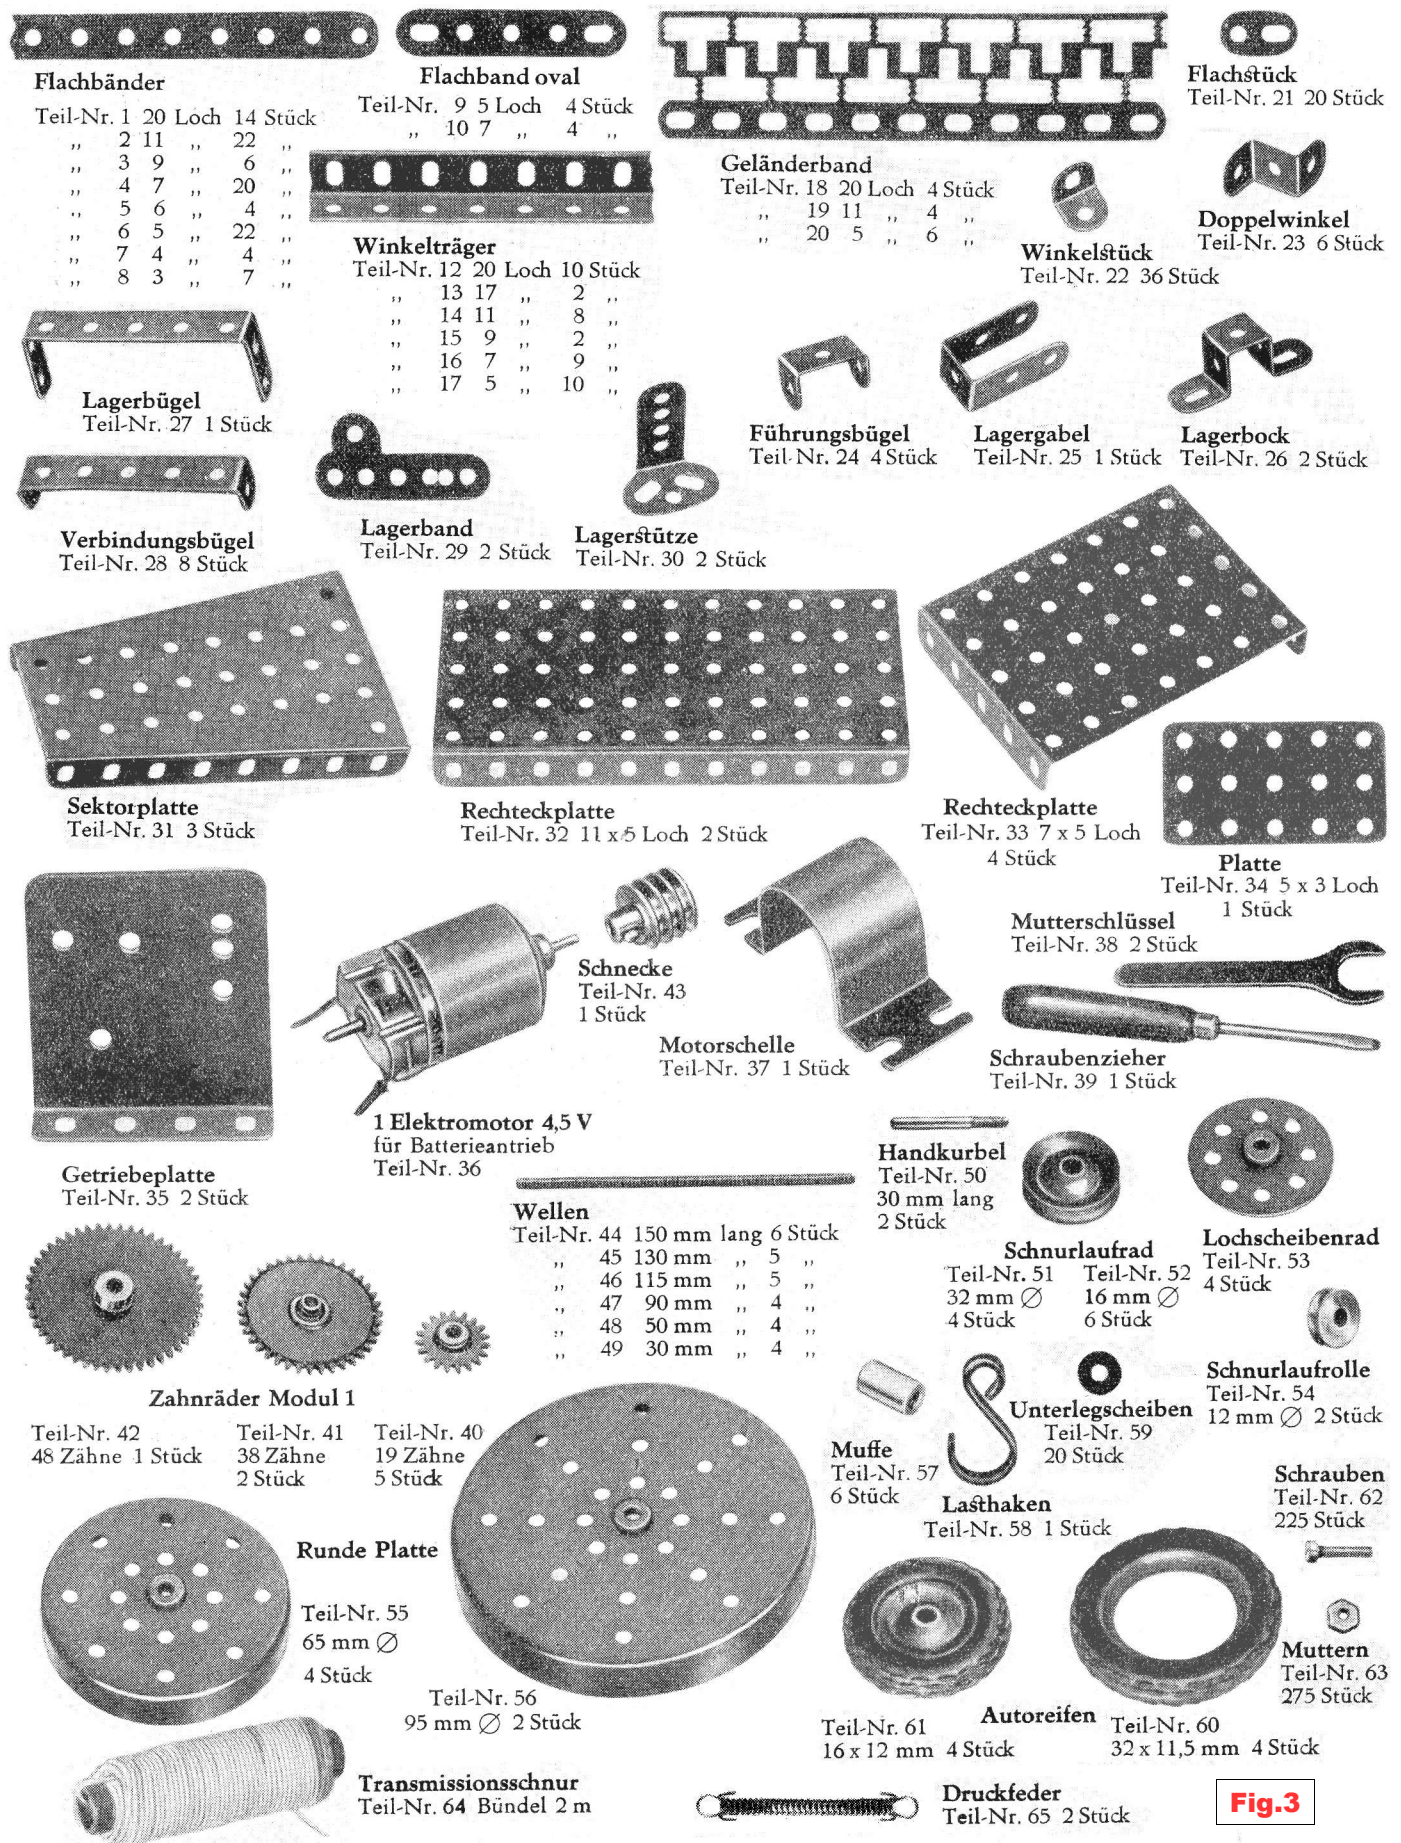 Flachbänder
Teil-Nr. 1 20 Loch 14 Stück
„ 2 11 „ 22 „
„ 3 9 „ 6 „
„ 4 7 „ 20 „
„ 5 6 „ 4 „
„ 6 5 „ 22 „
„ 7 4 „ 4 „
„ 8 3 „ 7 „
Flachband oval
Teil-Nr. 9 5 Loch 4 Stück
„ 10 7 „ 4 „
Geländerband
Teil-Nr. 18 20 Loch 4 Stück
„ 19 11 „ 4 „
„ 20 5 „ 6 „
Flachstück
Teil-Nr. 21 20 Stück
Winkelstück
Teil-Nr. 22 36 Stück
Doppelwinkel
Teil-Nr. 23 6 Stück
Winkelträger
Teil-Nr. 12 20 Loch 10 Stück
„ 13 17 „ 2 „
„ 14 11 „ 8 „
„ 15 9 „ 2 „
„ 16 7 „ 9 „
„ 17 5 „ 10 „
Lagerbügel
Teil-Nr. 27 1 Stück
Führungsbügel
Teil-Nr. 24 4 Stück
Lagergabel
Teil-Nr. 25 1 Stück
Lagerbock
Teil-Nr. 26 2 Stück
Verbindungsbügel
Teil-Nr. 28 8 Stück
Lagerband
Teil-Nr. 29 2 Stück
Lagerstütze
Teil-Nr. 30 2 Stück
Sektorplatte
Teil-Nr. 31 3 Stück
Rechteckplatte
Teil-Nr. 32 11 x 5 Loch 2 Stück
Rechteckplatte
Teil-Nr. 33 7 x 5 Loch
4 Stück
Platte
Teil-Nr. 34 5 x 3 Loch
1 Stück
Mutterschlüssel
Teil-Nr. 38 2 Stück
Schnecke
Teil-Nr. 43
1 Stück
Motorschelle
Teil-Nr. 37 1 Stück
Schraubenzieher
Teil-Nr. 39 1 Stück
1 Elektromotor 4,5 V
für Batterieantrieb
Teil-Nr. 36
Getriebeplatte
Teil-Nr. 35 2 Stück
Handkurbel
Teil-Nr. 50
30 mm lang
2 Stück
Wellen
Teil-Nr. 44 150 mm lang 6 Stück
„ 45 130 mm „ 5 „
„ 46 115 mm „ 5 „
„ 47 90 mm „ 4 „
„ 48 50 mm „ 4 „
„ 49 30 mm „ 4 „
Schnurlaufrad
Teil-Nr. 51
32 mm ∅
4 Stück
Teil-Nr. 52
16 mm ∅
6 Stück
Lochscheibenrad
Teil-Nr. 53
4 Stück
Schnurlaufrolle
Teil-Nr. 54
12 mm ∅ 2 Stück
Zahnräder Modul 1
Teil-Nr. 42
48 Zähne 1 Stück
Teil-Nr. 41
38 Zähne
2 Stück
Teil-Nr. 40
19 Zähne
5 Stück
Muffe
Teil-Nr. 57
6 Stück
Unterlegscheiben
Teil-Nr. 59
20 Stück
Lasthaken
Teil-Nr. 58 1 Stück
Schrauben
Teil-Nr. 62
225 Stück
Runde Platte
Teil-Nr. 55
65 mm ∅
4 Stück
Teil-Nr. 56
95 mm ∅ 2 Stück
Muttern
Teil-Nr. 63
275 Stück
Autoreifen
Teil-Nr. 61
16 x 12 mm 4 Stück
Teil-Nr. 60
32 x 11,5 mm 4 Stück
Transmissionsschnur
Teil-Nr. 64 Bündel 2 m
Druckfeder
Teil-Nr. 65 2 Stück
Fig.3